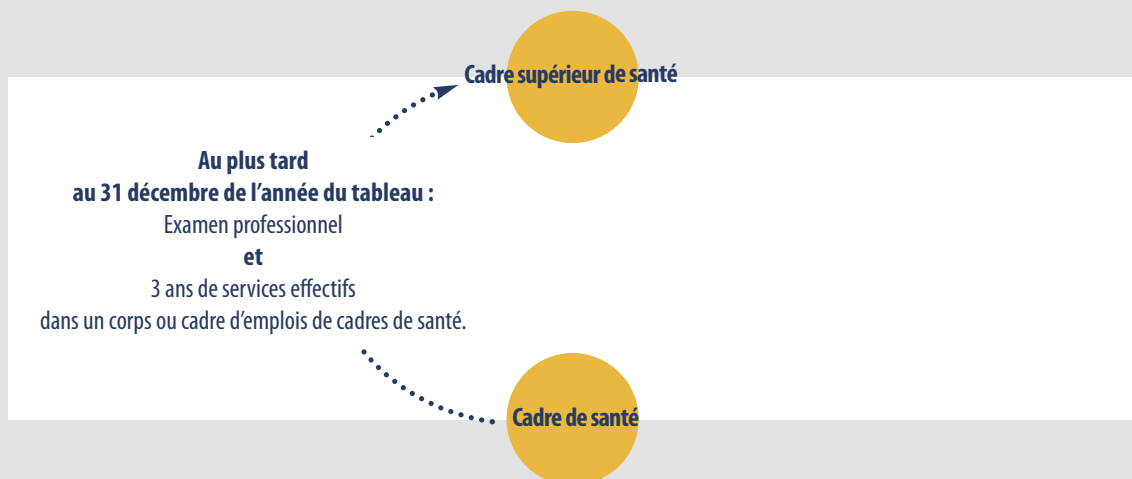 Cadre supérieur de santé
Au plus tard
au 31 décembre de l’année du tableau :
Examen professionnel
et
3 ans de services effectifs
dans un corps ou cadre d’emplois de cadres de santé.
Cadre de santé